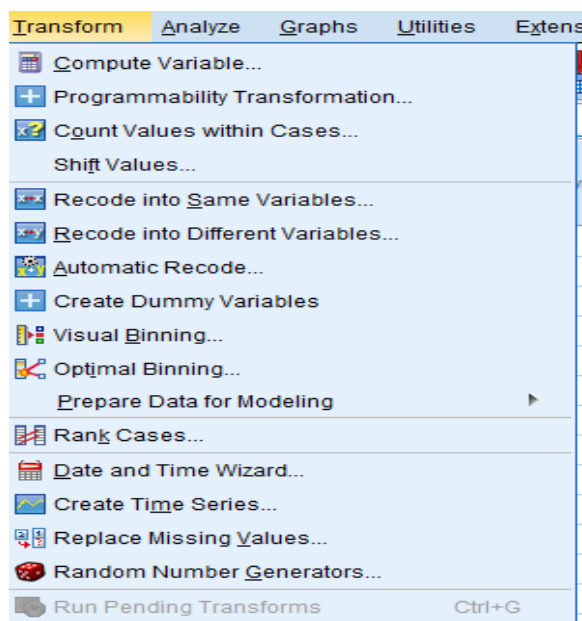 Transform Analyze Graphs Utilities Extens
Compute Variable...
Programmability Transformation...
Count Values within Cases...
Shift Values...
Recode into Same Variables...
Recode into Different Variables...
Automatic Recode...
Create Dummy Variables
Visual Binning...
Optimal Binning...
Prepare Data for Modeling
Rank Cases...
Date and Time Wizard...
Create Time Series...
Replace Missing Values...
Random Number Generators...
Run Pending Transforms Ctrl+G